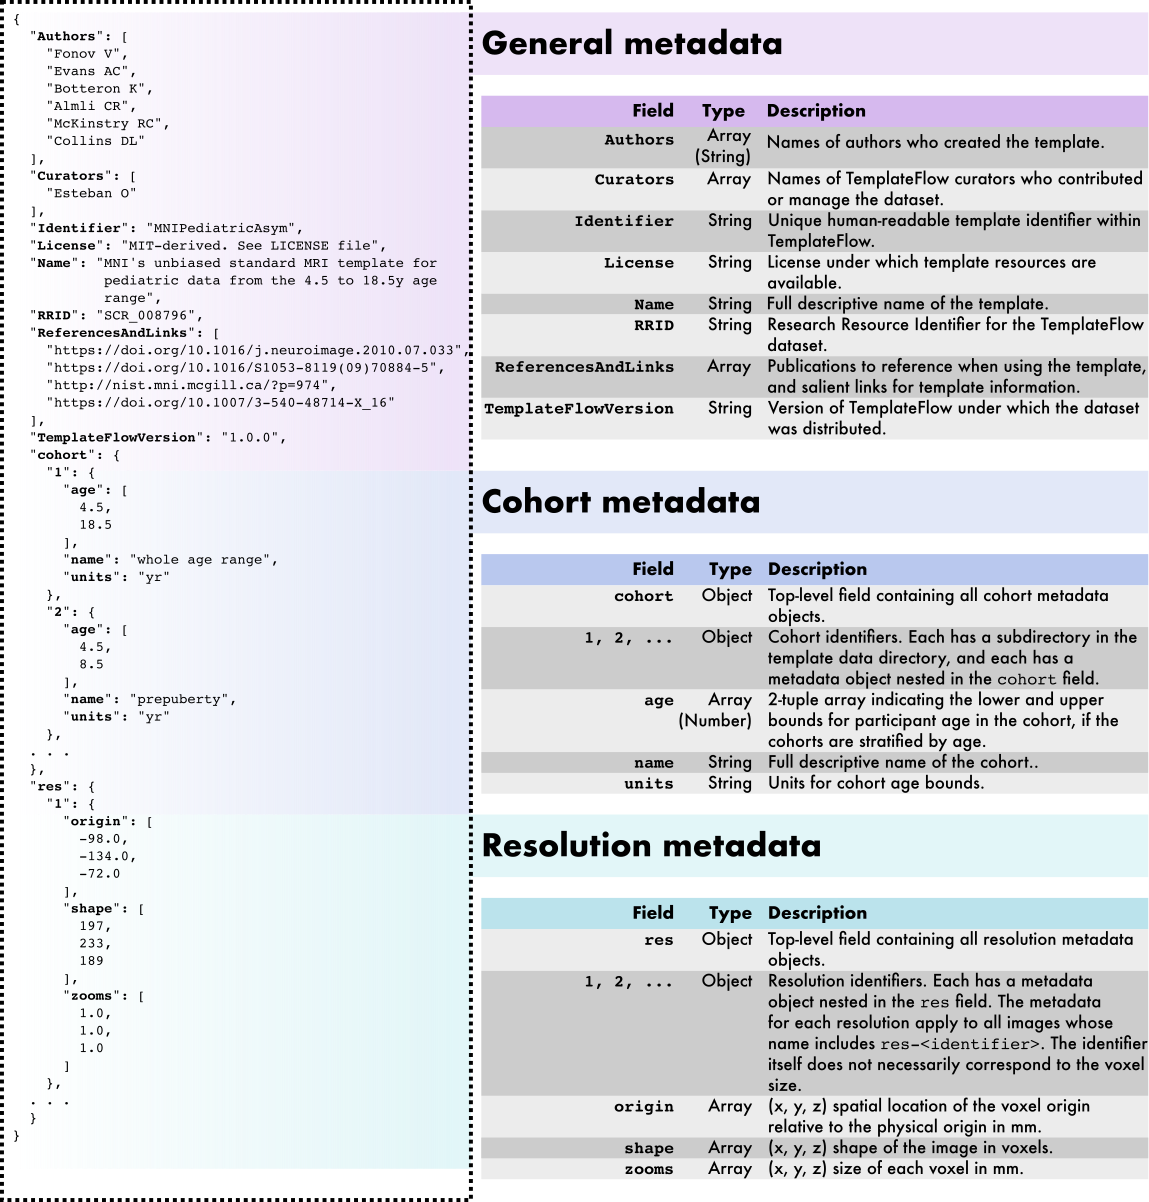 {
"Authors": [
"Fonov V",
"Evans AC",
"Botteron K",
"Almli CR",
"McKinstry RC",
"Collins DL"
],
"Curators": [
"Esteban O"
],
"Identifier": "MNIPediatricAsym",
"License": "MIT-derived. See LICENSE file",
"Name": "MNI's unbiased standard MRI template for
pediatric data from the 4.5 to 18.5y age
range",
"RRID": "SCR_008796",
"ReferencesAndLinks": [
"https://doi.org/10.1016/j.neuroimage.2010.07.033",
"https://doi.org/10.1016/S1053-8119(09)70884-5",
"http://nist.mni.mcgill.ca/?p=974",
"https://doi.org/10.1007/3-540-48714-X_16"
],
"TemplateFlowVersion": "1.0.0",
"cohort": {
"1": {
"age": [
4.5,
18.5
],
"name": "whole age range",
"units": "yr"
},
"2": {
"age": [
4.5,
8.5
],
"name": "prepuberty",
"units": "yr"
},
. . .
},
"res": {
"1": {
"origin": [
-98.0,
-134.0,
-72.0
],
"shape": [
197,
233,
189
],
"zooms": [
1.0,
1.0,
1.0
]
},
. . .
}
}
General metadata
Field Type Description
Authors Array (String) Names of authors who created the template.
Curators Array Names of TemplateFlow curators who contributed
or manage the dataset.
Identifier String Unique human-readable template identifier within
TemplateFlow.
License String License under which template resources are
available.
Name String Full descriptive name of the template.
RRID String Research Resource Identifier for the TemplateFlow
dataset.
ReferencesAndLinks Array Publications to reference when using the template,
and salient links for template information.
TemplateFlowVersion String Version of TemplateFlow under which the dataset
was distributed.
Cohort metadata
Field Type Description
cohort Object Top-level field containing all cohort metadata
objects.
1, 2, ... Object Cohort identifiers. Each has a subdirectory in the
template data directory, and each has a
metadata object nested in the cohort field.
age Array 2-tuple array indicating the lower and upper
(Number) bounds for participant age in the cohort, if the
cohorts are stratified by age.
name String Full descriptive name of the cohort..
units String Units for cohort age bounds.
Resolution metadata
Field Type Description
res Object Top-level field containing all resolution metadata
objects.
1, 2, ... Object Resolution identifiers. Each has a metadata
object nested in the res field. The metadata
for each resolution apply to all images whose
name includes res-<identifier>. The identifier
itself does not necessarily correspond to the voxel
size.
origin Array (x, y, z) spatial location of the voxel origin
relative to the physical origin in mm.
shape Array (x, y, z) shape of the image in voxels.
zooms Array (x, y, z) size of each voxel in mm.